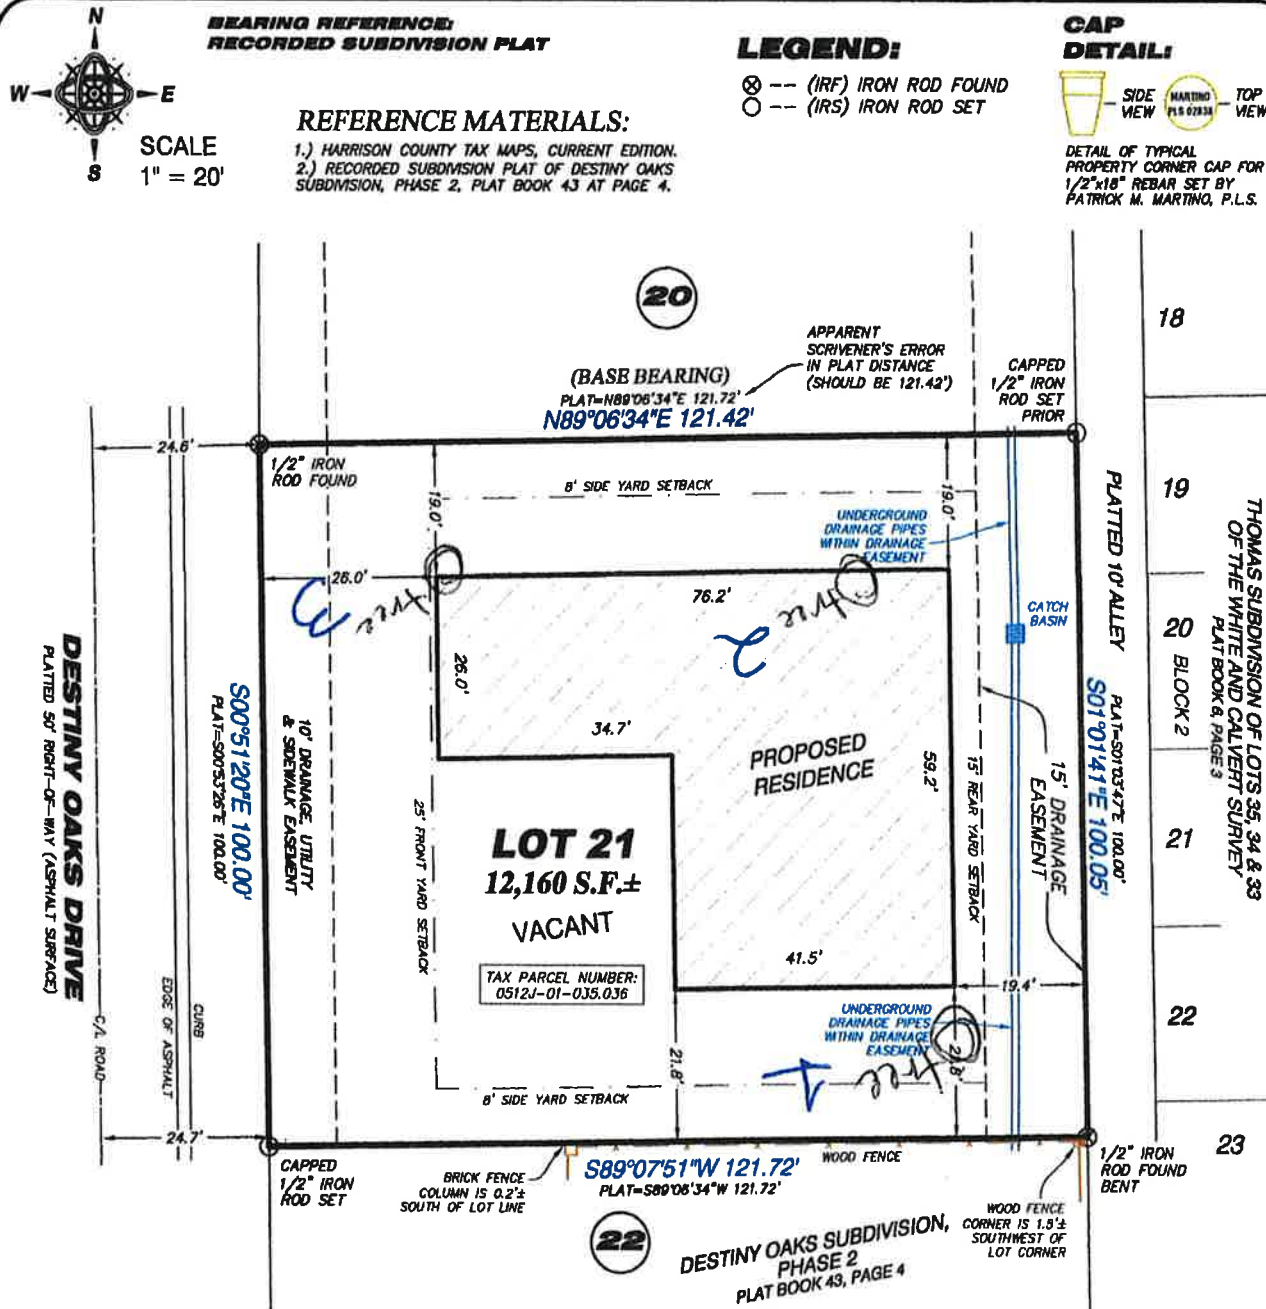 N
W E
S
SCALE
1" = 20'
BEARING REFERENCE:
RECORDED SUBDIVISION PLAT
REFERENCE MATERIALS:
1.) HARRISON COUNTY TAX MAPS, CURRENT EDITION.
2.) RECORDED SUBDIVISION PLAT OF DESTINY OAKS
SUBDIVISION, PHASE 2, PLAT BOOK 43 AT PAGE 4.
LEGEND:
-- (IRF) IRON ROD FOUND
-- (IRS) IRON ROD SET
CAP
DETAIL:
SIDE
VIEW
MARTINO
PLS 02838
TOP
VIEW
DETAIL OF TYPICAL
PROPERTY CORNER CAP FOR
1/2"x18" REBAR SET BY
PATRICK M. MARTINO, P.L.S.
20
APPARENT
SCRIVENER'S ERROR
IN PLAT DISTANCE
(SHOULD BE 121.42')
(BASE BEARING)
PLAT=N89°06'34"E 121.72'
N89°06'34"E 121.42'
CAPPED
1/2" IRON
ROD SET
PRIOR
18
19
20
21
22
23
BLOCK 2
THOMAS SUBDIVISION OF LOTS 35, 34 & 33
OF THE WHITE AND CALVERT SURVEY
PLAT BOOK 8, PAGE 3
PLATTED 10' ALLEY
24.6'
1/2" IRON
ROD FOUND
8' SIDE YARD SETBACK
19.0'
19.0'
UNDERGROUND
DRAINAGE PIPES
WITHIN DRAINAGE
EASEMENT
26.0'
3
tree
76.2'
tree
2
CATCH
BASIN
26.0'
34.7'
PROPOSED
RESIDENCE
59.2'
15' REAR YARD SETBACK
15' DRAINAGE
EASEMENT
PLAT=S01°03'47"E 100.00'
S01°01'41"E 100.05'
DESTINY OAKS DRIVE
PLATTED 50' RIGHT-OF-WAY (ASPHALT SURFACE)
S00°51'20"E 100.00'
PLAT=S00°53'26"E 100.00'
10' DRAINAGE, UTILITY
& SIDEWALK EASEMENT
25' FRONT YARD SETBACK
LOT 21
12,160 S.F.±
VACANT
TAX PARCEL NUMBER:
0512J-01-035.036
41.5'
19.4'
UNDERGROUND
DRAINAGE PIPES
WITHIN DRAINAGE
EASEMENT
tree
1
21.8'
8' SIDE YARD SETBACK
C/L ROAD
EDGE OF ASPHALT
CURB
24.7'
CAPPED
1/2" IRON
ROD SET
BRICK FENCE
COLUMN IS 0.2'±
SOUTH OF LOT LINE
S89°07'51"W 121.72'
PLAT=S89°06'34"W 121.72'
WOOD FENCE
1/2" IRON
ROD FOUND
BENT
WOOD FENCE
CORNER IS 1.5'±
SOUTHWEST OF
LOT CORNER
22
DESTINY OAKS SUBDIVISION,
PHASE 2
PLAT BOOK 43, PAGE 4